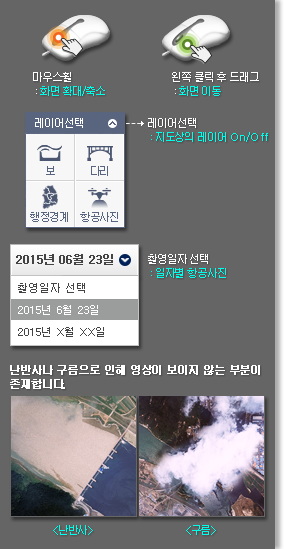 마우스휠
: 화면 확대/축소
왼쪽 클릭 후 드래그
: 화면 이동
레이어선택
레이어선택
: 지도상의 레이어 On/Off
보
다리
행정경계
항공사진
2015년 06월 23일
촬영일자 선택
: 일자별 항공사진
촬영일자 선택
2015년 6월 23일
2015년 X월 XX일
난반사나 구름으로 인해 영상이 보이지 않는 부분이
존재합니다.
<난반사>
<구름>